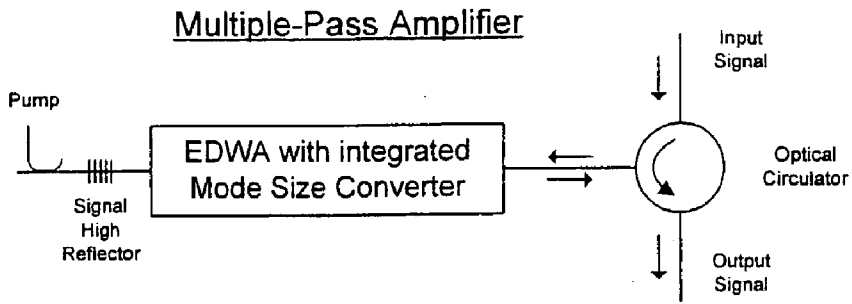 Multiple-Pass Amplifier
Input
Signal
Pump
EDWA with integrated
Mode Size Converter
Optical
Circulator
Signal
High
Reflector
Output
Signal